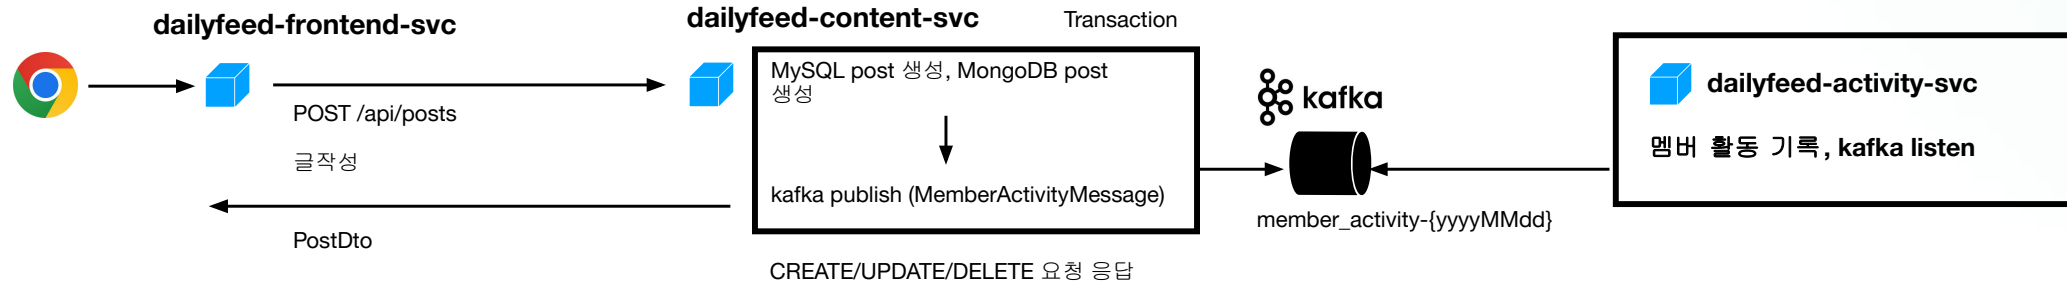 dailyfeed-frontend-svc
POST /api/posts
글작성
PostDto
dailyfeed-content-svc
Transaction
MySQL post 생성, MongoDB post
생성
kafka publish (MemberActivityMessage)
CREATE/UPDATE/DELETE 요청 응답
kafka
member_activity-{yyyyMMdd}
dailyfeed-activity-svc
멤버 활동 기록, kafka listen